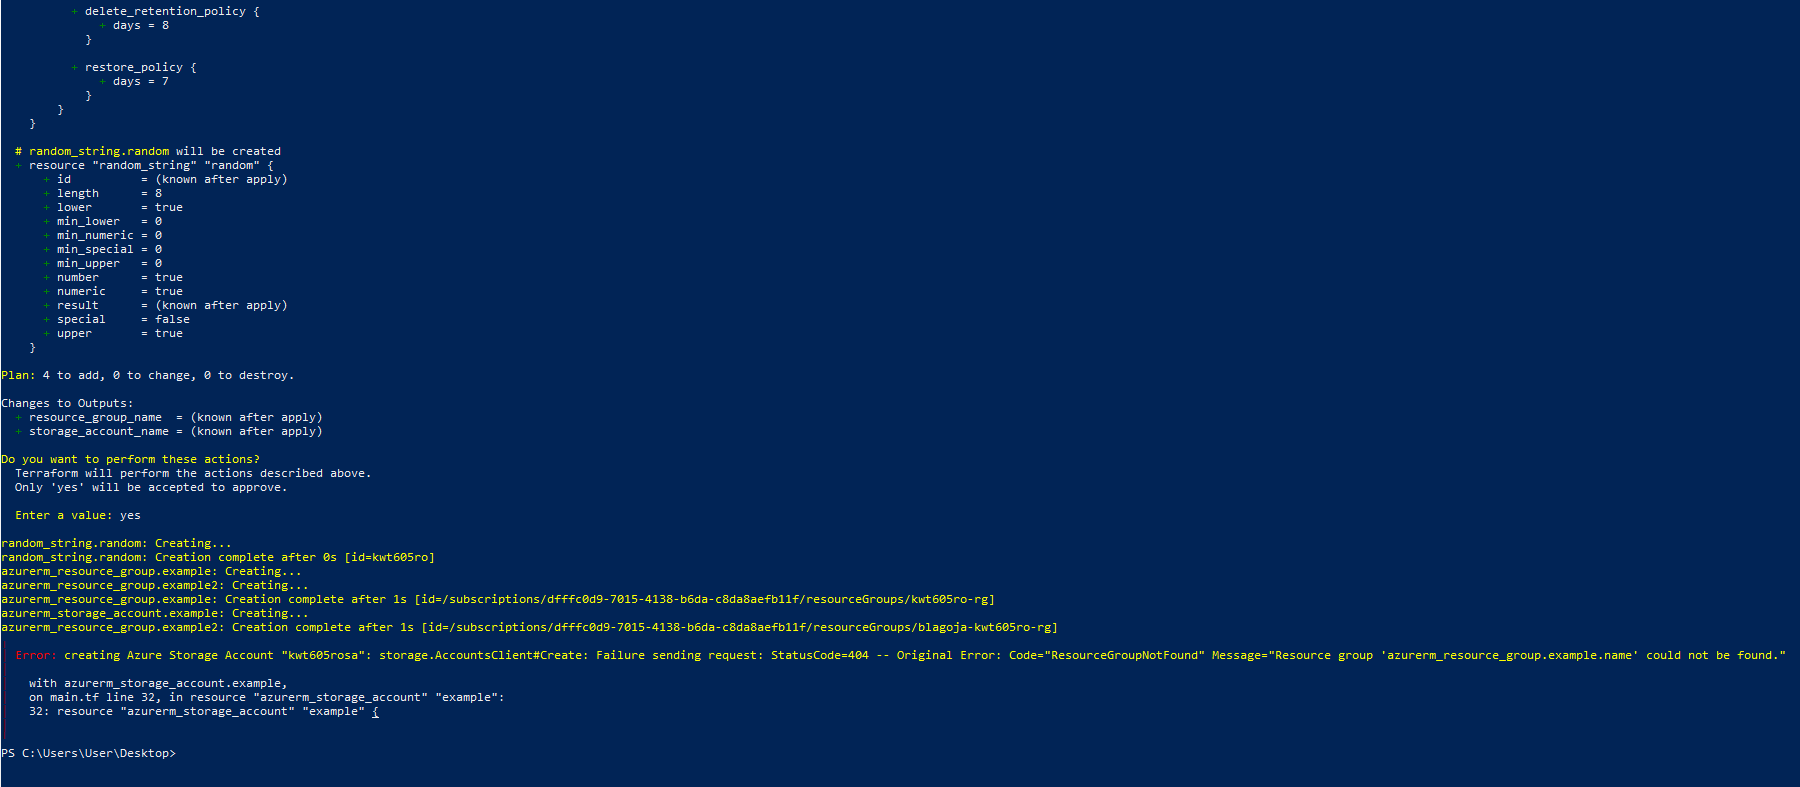 + delete_retention_policy {
+ days = 8
}
+ restore_policy {
+ days = 7
}
}
}
# random_string.random will be created
+ resource "random_string" "random" {
+ id = (known after apply)
+ length = 8
+ lower = true
+ min_lower = 0
+ min_numeric = 0
+ min_special = 0
+ min_upper = 0
+ number = true
+ numeric = true
+ result = (known after apply)
+ special = false
+ upper = true
}
Plan: 4 to add, 0 to change, 0 to destroy.
Changes to Outputs:
+ resource_group_name = (known after apply)
+ storage_account_name = (known after apply)
Do you want to perform these actions?
Terraform will perform the actions described above.
Only 'yes' will be accepted to approve.
Enter a value: yes
random_string.random: Creating...
random_string.random: Creation complete after 0s [id=kwt605ro]
azurerm_resource_group.example: Creating...
azurerm_resource_group.example2: Creating...
azurerm_resource_group.example: Creation complete after 1s [id=/subscriptions/dfffc0d9-7015-4138-b6da-c8da8aefb11f/resourceGroups/kwt605ro-rg]
azurerm_storage_account.example: Creating...
azurerm_resource_group.example2: Creation complete after 1s [id=/subscriptions/dfffc0d9-7015-4138-b6da-c8da8aefb11f/resourceGroups/blagoja-kwt605ro-rg]
Error: creating Azure Storage Account "kwt605rosa": storage.AccountsClient#Create: Failure sending request: StatusCode=404 -- Original Error: Code="ResourceGroupNotFound" Message="Resource group 'azurerm_resource_group.example.name' could not be found."
with azurerm_storage_account.example,
on main.tf line 32, in resource "azurerm_storage_account" "example":
32: resource "azurerm_storage_account" "example" {
PS C:\Users\User\Desktop>